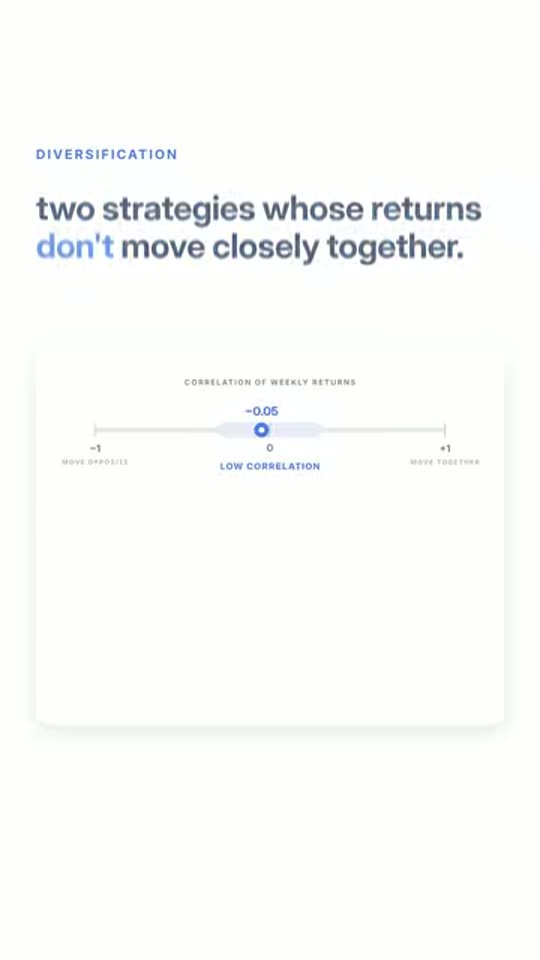 DIVERSIFICATION
two strategies whose returns
don't move closely together.
CORRELATION OF WEEKLY RETURNS
−0.05
−1
0
+1
MOVE OPPOSITE
LOW CORRELATION
MOVE TOGETHER